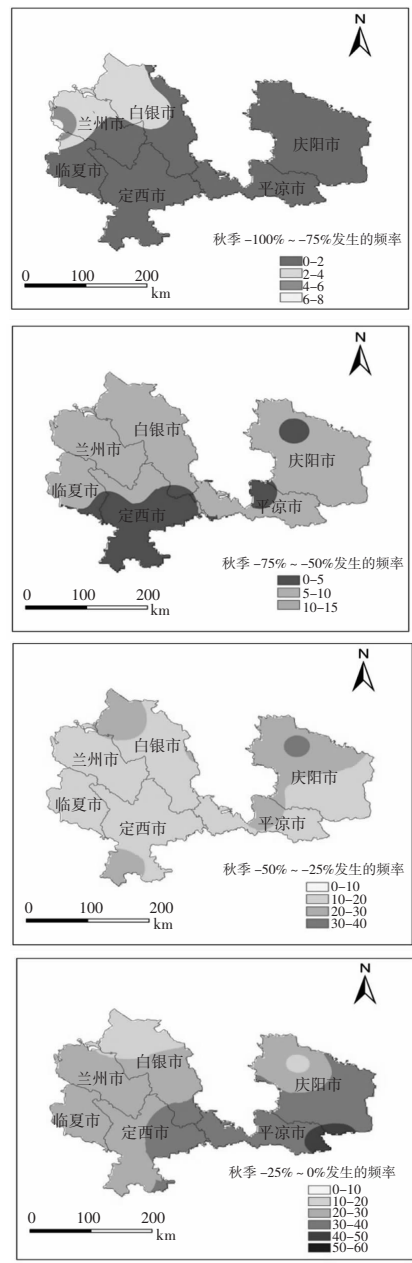 N
兰州市
白银市
临夏市
定西市
庆阳市
平凉市
秋季 -100% ~ -75%发生的频率
0 100 200
km
0-2
2-4
4-6
6-8
N
白银市
兰州市
临夏市
定西市
庆阳市
平凉市
秋季 -75% ~ -50%发生的频率
0 100 200
km
0-5
5-10
10-15
N
白银市
兰州市
临夏市
定西市
庆阳市
平凉市
秋季 -50% ~ -25%发生的频率
0 100 200
km
0-10
10-20
20-30
30-40
N
白银市
兰州市
临夏市
定西市
庆阳市
平凉市
秋季 -25% ~ 0%发生的频率
0 100 200
km
0-10
10-20
20-30
30-40
40-50
50-60